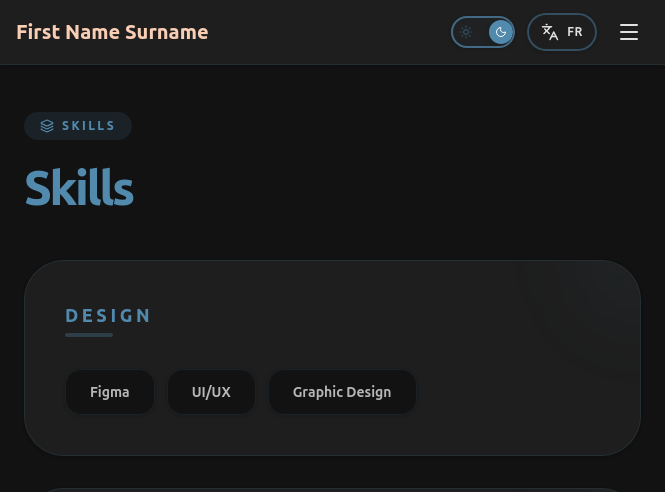 First Name Surname
FR
SKILLS
Skills
DESIGN
Figma
UI/UX
Graphic Design